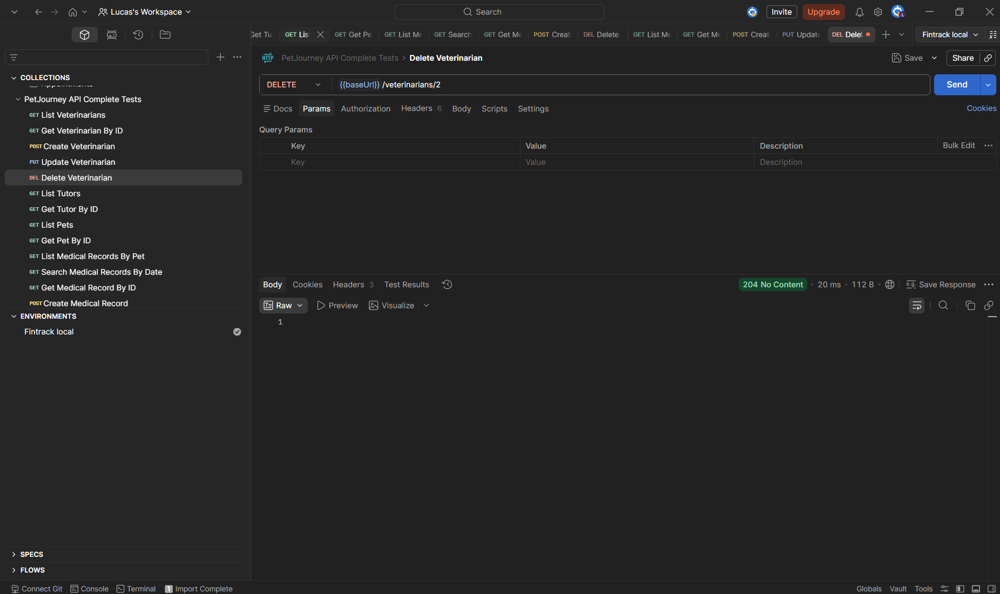 Lucas's Workspace
Search
Invite
Upgrade
L
Get Tu
GET Lis
GET Get Pe
GET List Me
GET Search
GET Get Me
POST Creat
DEL Delete
GET List Me
GET Get Me
POST Creat
PUT Update
DEL Delet
Fintrack local
HTTP PetJourney API Complete Tests > Delete Veterinarian
Save
Share
COLLECTIONS
Appointments
PetJourney API Complete Tests
GET List Veterinarians
GET Get Veterinarian By ID
POST Create Veterinarian
PUT Update Veterinarian
DEL Delete Veterinarian
GET List Tutors
GET Get Tutor By ID
GET List Pets
GET Get Pet By ID
GET List Medical Records By Pet
GET Search Medical Records By Date
GET Get Medical Record By ID
POST Create Medical Record
ENVIRONMENTS
Fintrack local
SPECS
FLOWS
DELETE {{baseUrl}} /veterinarians/2
Send
Docs Params Authorization Headers 6 Body Scripts Settings
Cookies
Query Params
Key Value Description Bulk Edit
Key Value Description
Body Cookies Headers 3 Test Results
204 No Content • 20 ms • 112 B
e.g. Save Response
Raw Preview Visualize
1
Connect Git Console Terminal 1 Import Complete
Globals Vault Tools